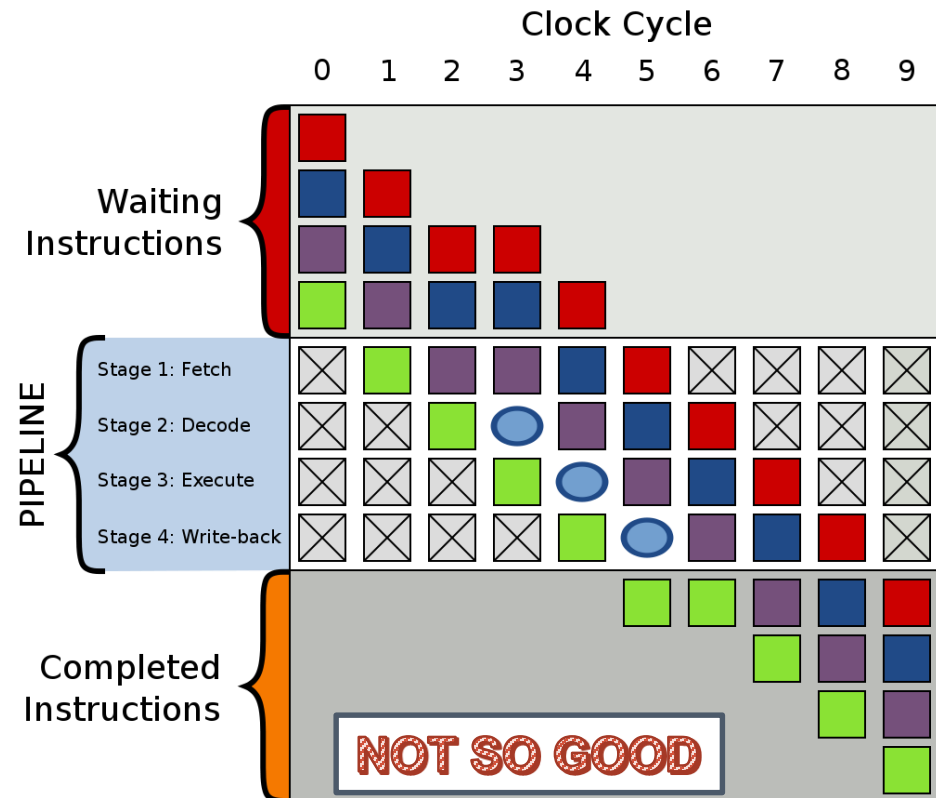 Clock Cycle
0 1 2 3 4 5 6 7 8 9
Waiting
Instructions
PIPELINE
Stage 1: Fetch
Stage 2: Decode
Stage 3: Execute
Stage 4: Write-back
Completed
Instructions
NOT SO GOOD